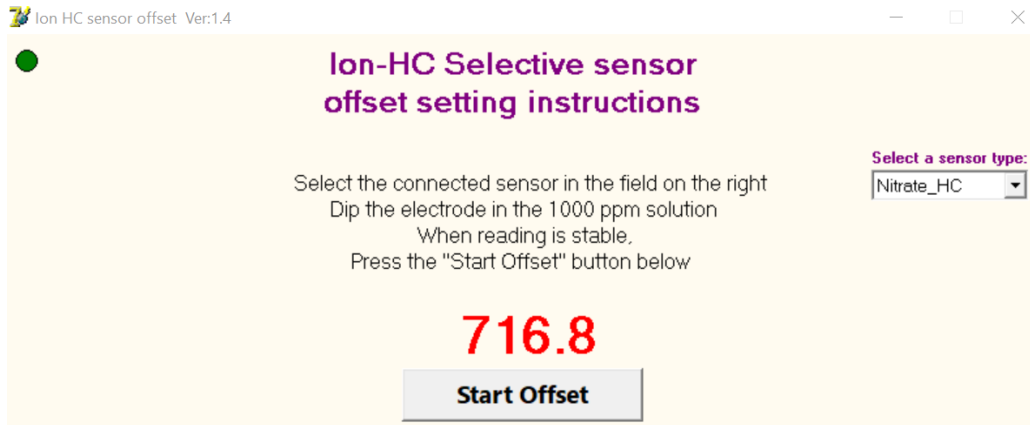 Ion HC sensor offset  Ver:1.4
Ion-HC Selective sensor
offset setting instructions
Select a sensor type:
Nitrate_HC
Select the connected sensor in the field on the right
Dip the electrode in the 1000 ppm solution
When reading is stable,
Press the "Start Offset" button below
716.8
Start Offset